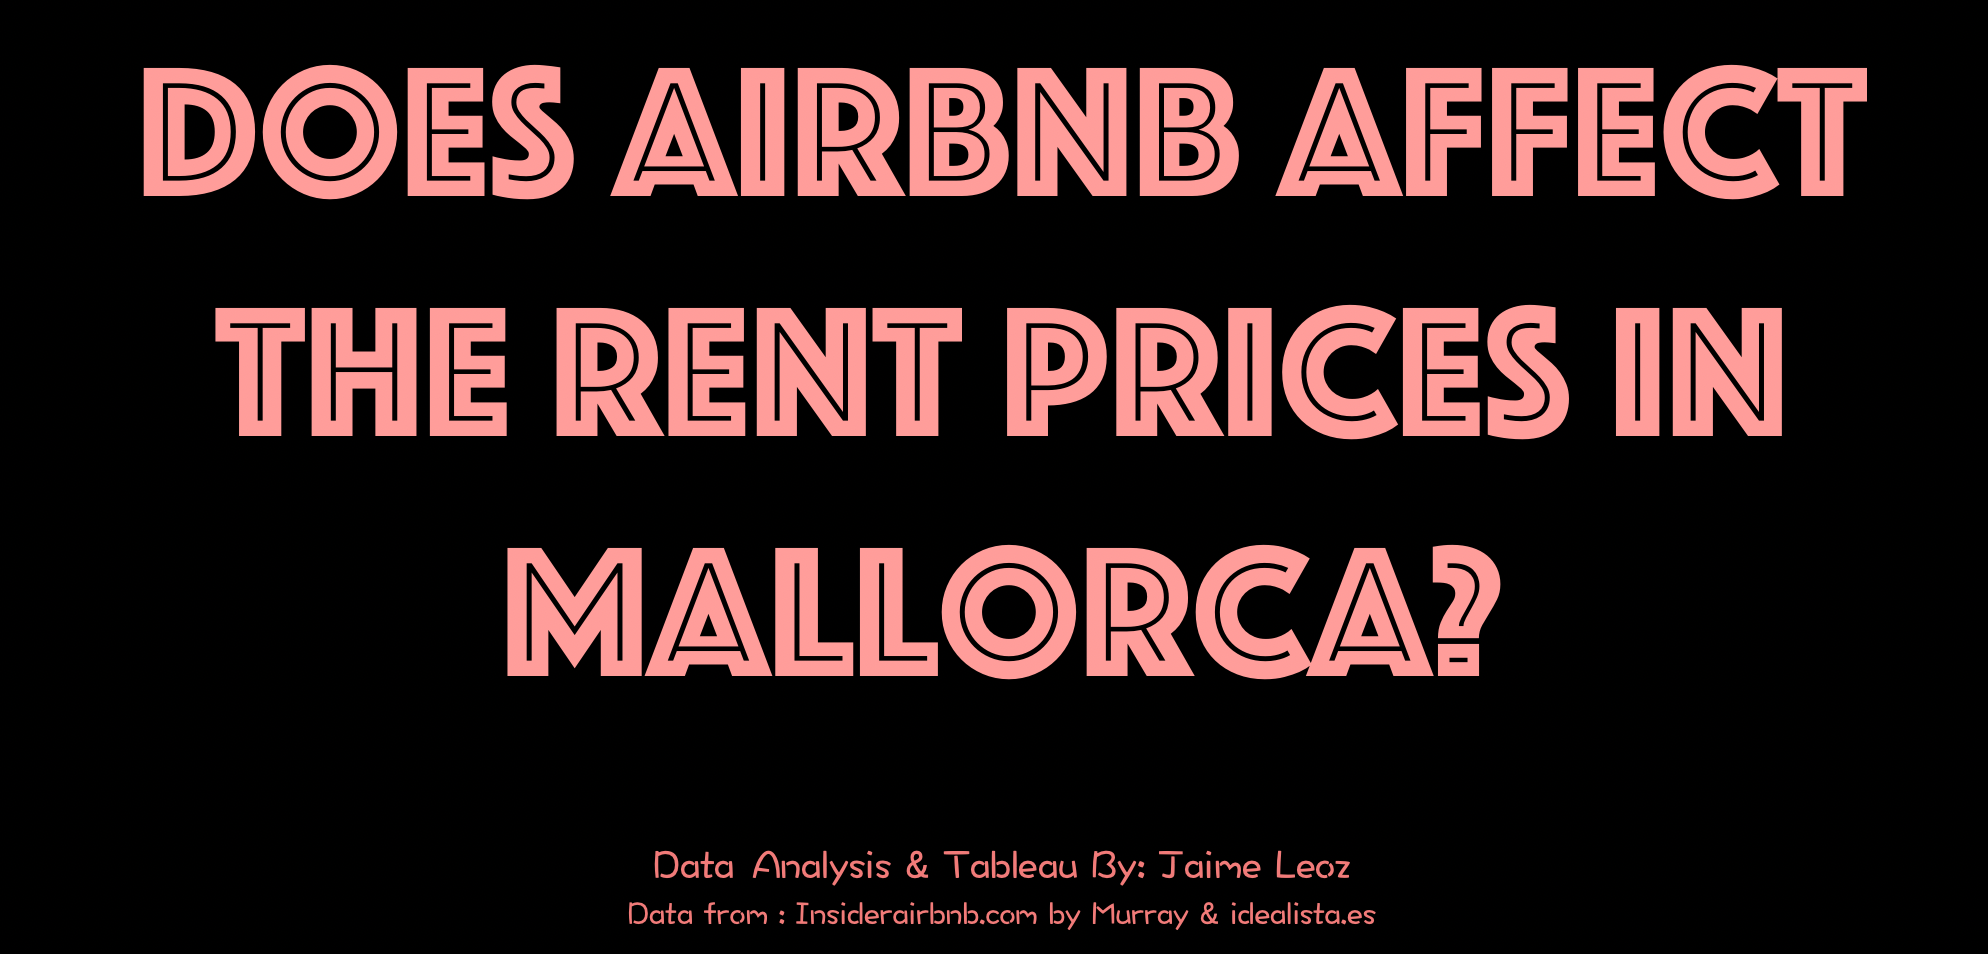 DOES AIRBNB AFFECT
THE RENT PRICES IN
MALLORCA?
Data Analysis & Tableau By: Jaime Leoz
Data from : Insiderairbnb.com by Murray & idealista.es